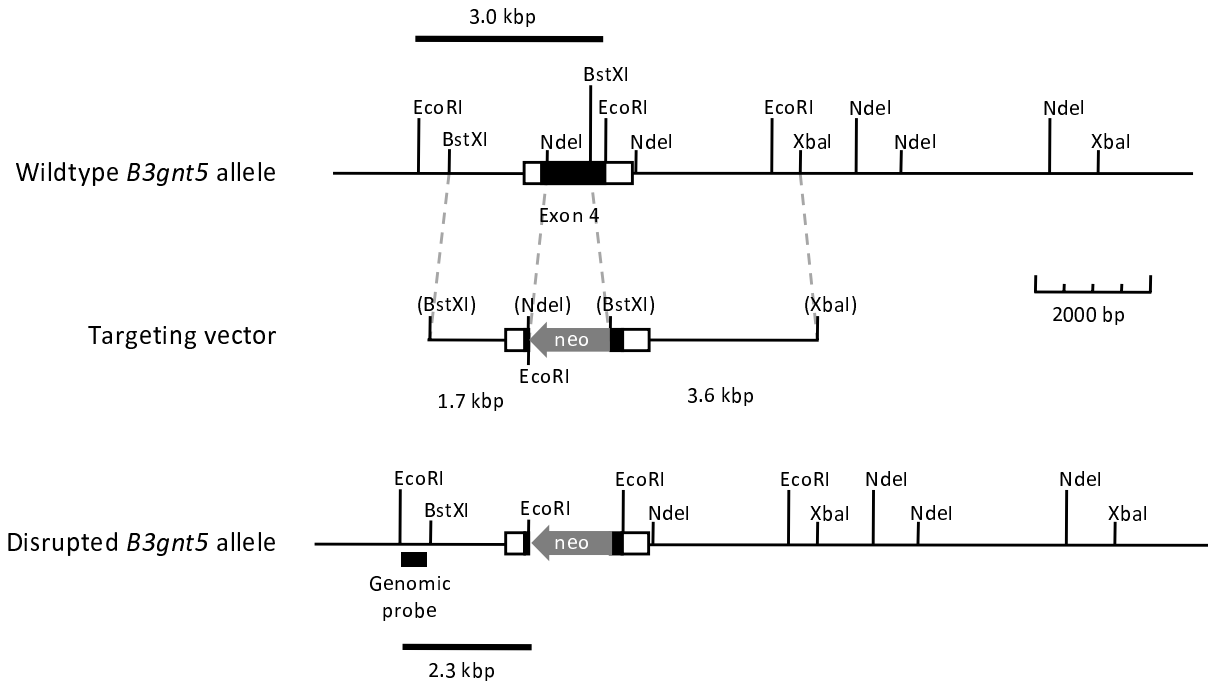 3.0 kbp
BstXI
EcoRI
EcoRI
EcoRI
NdeI
NdeI
BstXI
NdeI
NdeI
XbaI
NdeI
XbaI
Wildtype B3gnt5 allele
Exon 4
(BstXI)
(NdeI)
(BstXI)
(XbaI)
2000 bp
Targeting vector
neo
EcoRI
1.7 kbp
3.6 kbp
EcoRI
EcoRI
EcoRI
EcoRI
NdeI
NdeI
BstXI
NdeI
XbaI
NdeI
XbaI
Disrupted B3gnt5 allele
neo
Genomic
probe
2.3 kbp